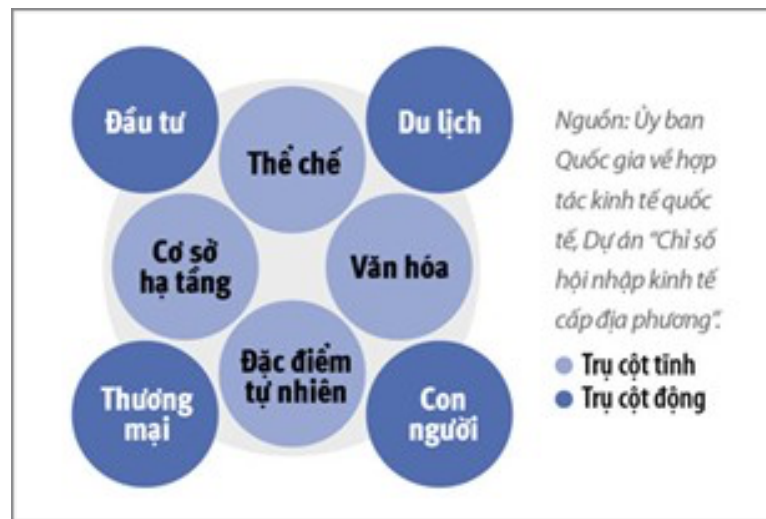 Đầu tư
Du lịch
Thể chế
Cơ sở
hạ tầng
Văn hóa
Đặc điểm
tự nhiên
Thương
mại
Con
người
Nguồn: Ủy ban
Quốc gia về hợp
tác kinh tế quốc
tế, Dự án "Chỉ số
hội nhập kinh tế
cấp địa phương".
Trụ cột tĩnh
Trụ cột động